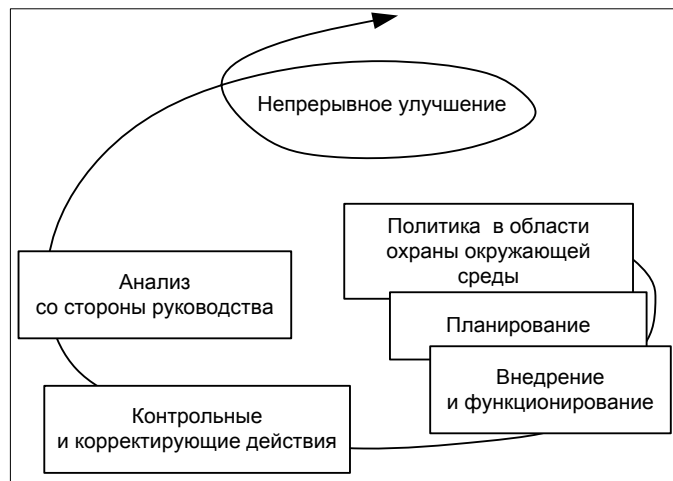 Непрерывное улучшение
Политика в области
охраны окружающей
среды
Анализ
со стороны руководства
Планирование
Внедрение
и функционирование
Контрольные
и корректирующие действия